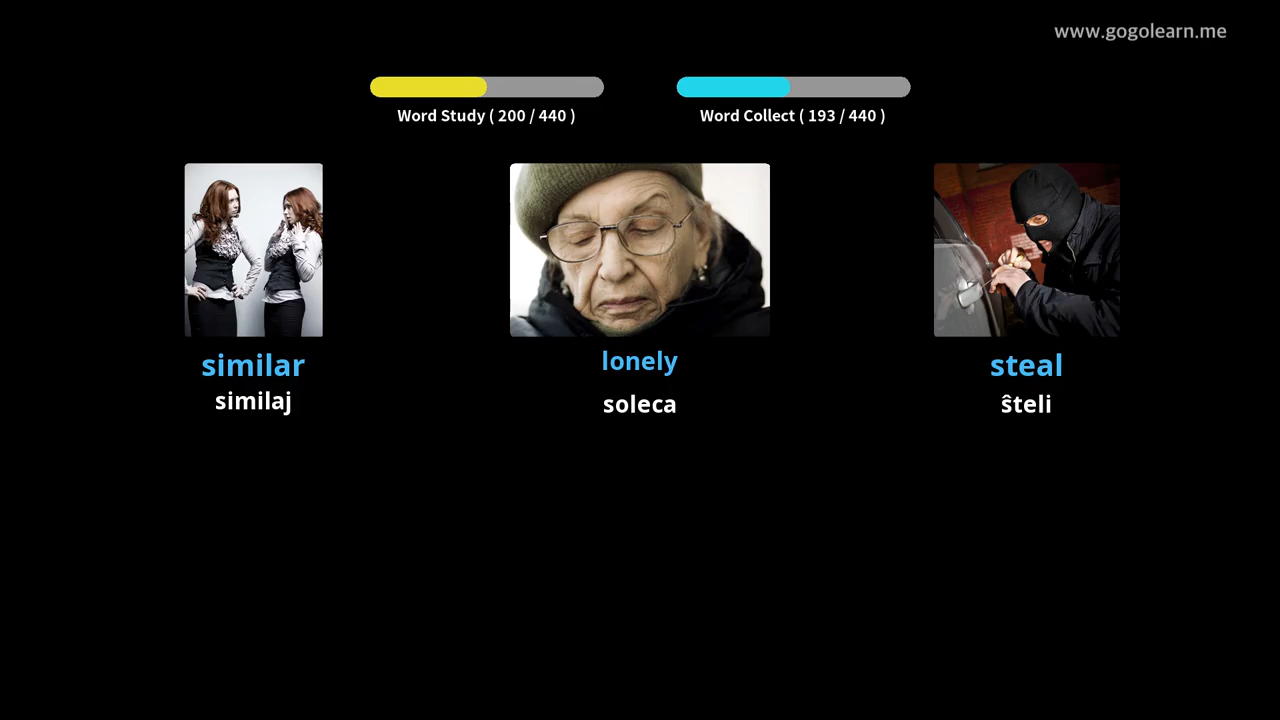 www.gogolearn.me
Word Study ( 200 / 440 )
Word Collect ( 193 / 440 )
similar
similaj
lonely
soleca
steal
ŝteli